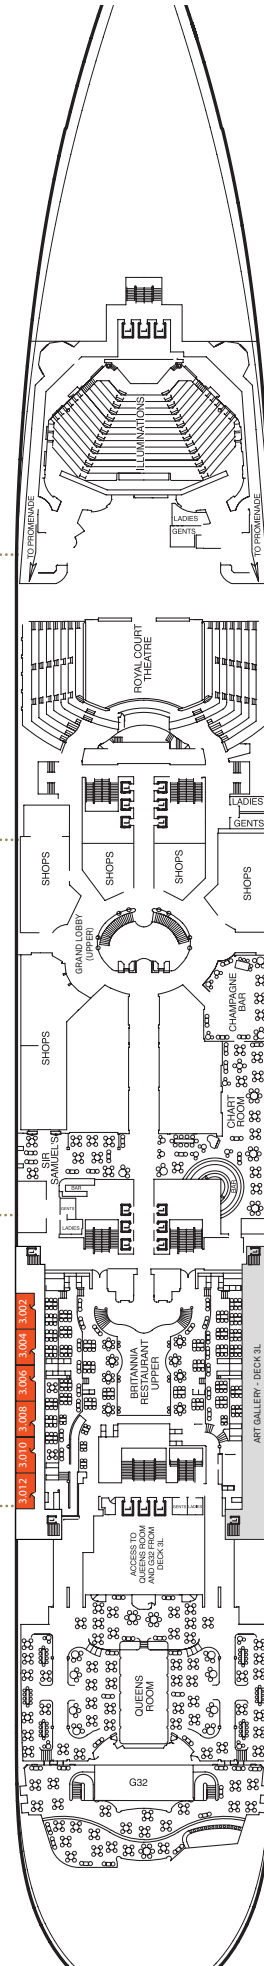 ILLUMINATIONS
TO PROMENADE
TO PROMENADE
LADIES
GENTS
ROYAL COURT
THEATRE
LADIES
GENTS
SHOPS
SHOPS
SHOPS
SHOPS
GRAND LOBBY
(UPPER)
CHAMPAGNE
BAR
SHOPS
CHART
ROOM
SIR
SAMUEL'S
BAR
BAR
GENTS
LADIES
3.002
3.004
3.006
3.008
3.010
3.012
BRITANNIA
RESTAURANT
UPPER
ART GALLERY - DECK 3L
GENTS
LADIES
ACCESS TO
QUEENS ROOM
AND G32 FROM
DECK 3L
QUEENS
ROOM
G32